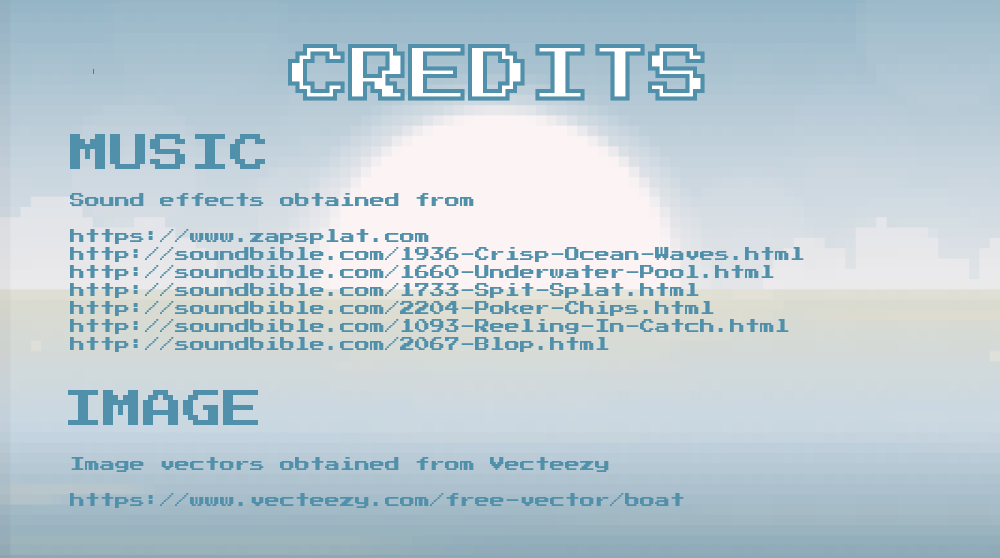 CREDITS
MUSIC
Sound effects obtained from
https://www.zapsplat.com
http://soundbible.com/1936-Crisp-Ocean-Waves.html
http://soundbible.com/1660-Underwater-Pool.html
http://soundbible.com/1733-Spit-Splat.html
http://soundbible.com/2204-Poker-Chips.html
http://soundbible.com/1093-Reeling-In-Catch.html
http://soundbible.com/2067-Blop.html
IMAGE
Image vectors obtained from Vecteezy
https://www.vecteezy.com/free-vector/boat